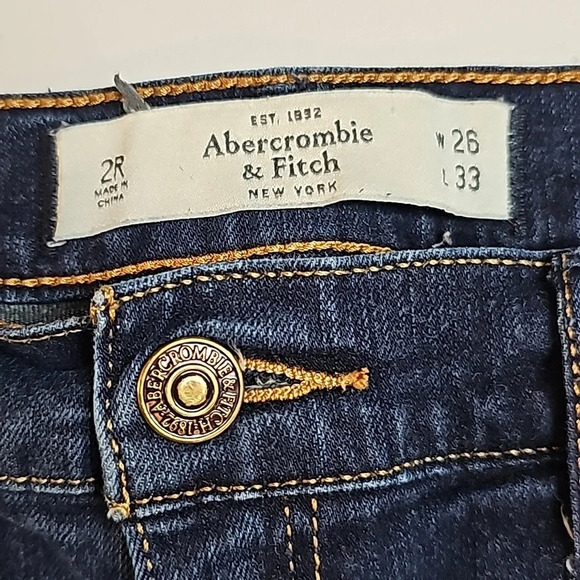 EST. 1892
Abercrombie
& Fitch
NEW YORK
2R
MADE IN
CHINA
W 26
L 33
ABERCROMBIE & FITCH 1892